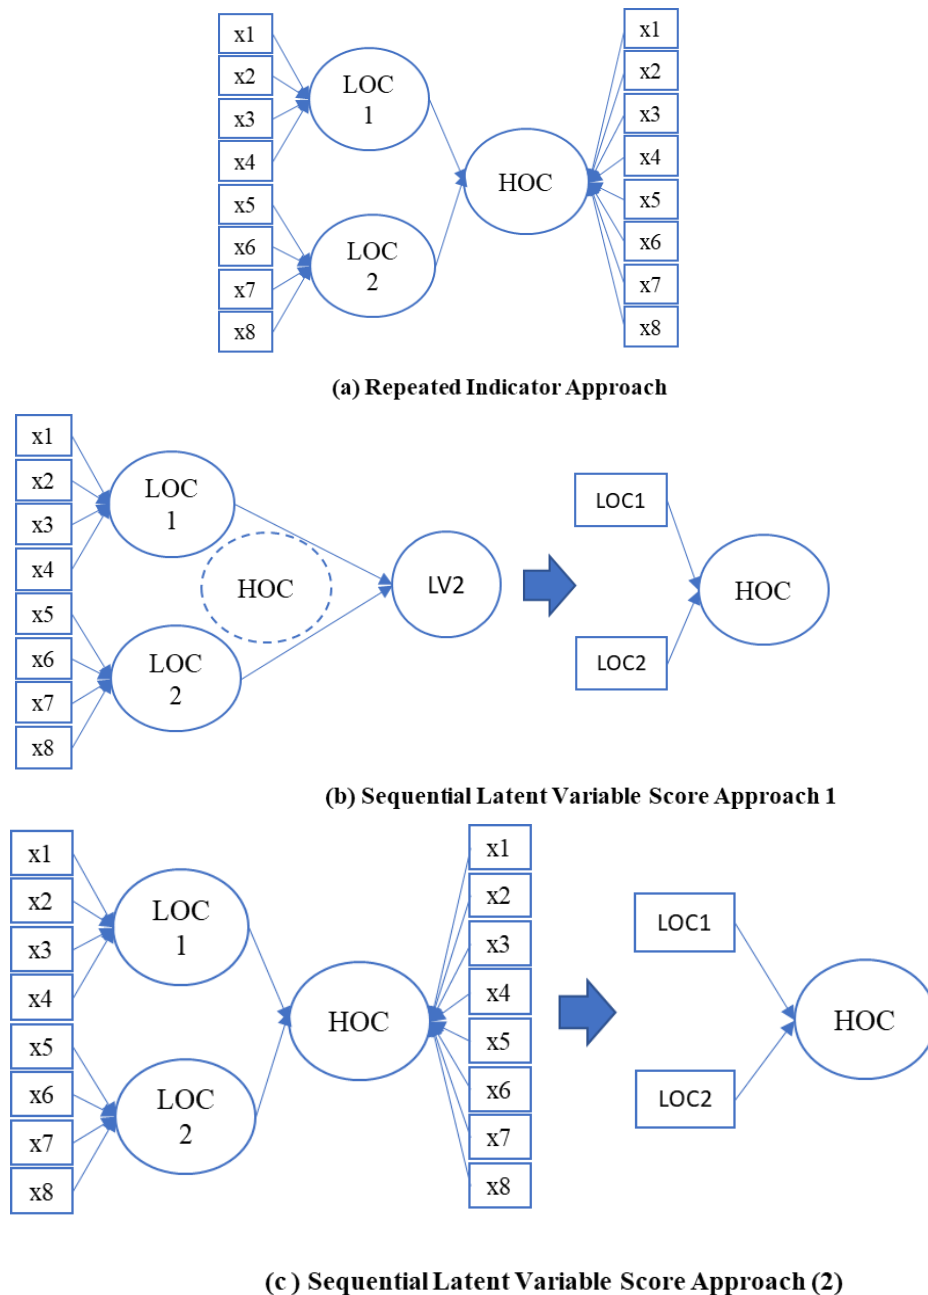 x1
x2
x3
x4
x5
x6
x7
x8
LOC
1
LOC
2
HOC
x1
x2
x3
x4
x5
x6
x7
x8
(a) Repeated Indicator Approach
x1
x2
x3
x4
x5
x6
x7
x8
LOC
1
HOC
LOC
2
LV2
LOC1
LOC2
HOC
(b) Sequential Latent Variable Score Approach 1
x1
x2
x3
x4
x5
x6
x7
x8
LOC
1
LOC
2
HOC
x1
x2
x3
x4
x5
x6
x7
x8
LOC1
LOC2
HOC
(c ) Sequential Latent Variable Score Approach (2)